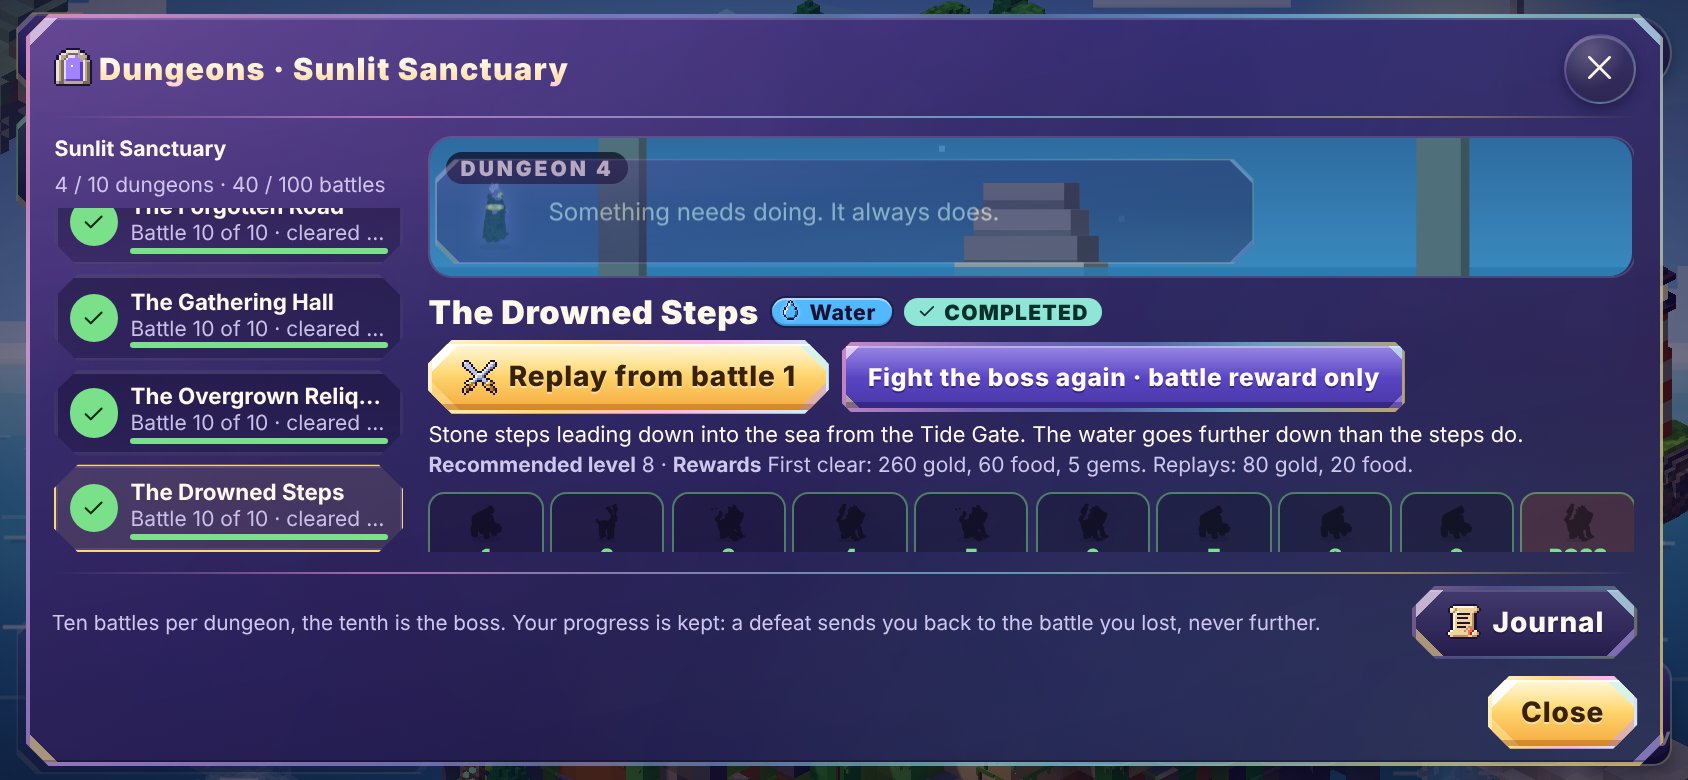 Dungeons · Sunlit Sanctuary
Sunlit Sanctuary
4 / 10 dungeons · 40 / 100 battles
The Forgotten Road
Battle 10 of 10 · cleared ...
The Gathering Hall
Battle 10 of 10 · cleared ...
The Overgrown Reliq...
Battle 10 of 10 · cleared ...
The Drowned Steps
Battle 10 of 10 · cleared ...
DUNGEON 4
Something needs doing. It always does.
The Drowned Steps
Water
COMPLETED
Replay from battle 1
Fight the boss again · battle reward only
Stone steps leading down into the sea from the Tide Gate. The water goes further down than the steps do.
Recommended level 8 · Rewards First clear: 260 gold, 60 food, 5 gems. Replays: 80 gold, 20 food.
Ten battles per dungeon, the tenth is the boss. Your progress is kept: a defeat sends you back to the battle you lost, never further.
Journal
Close